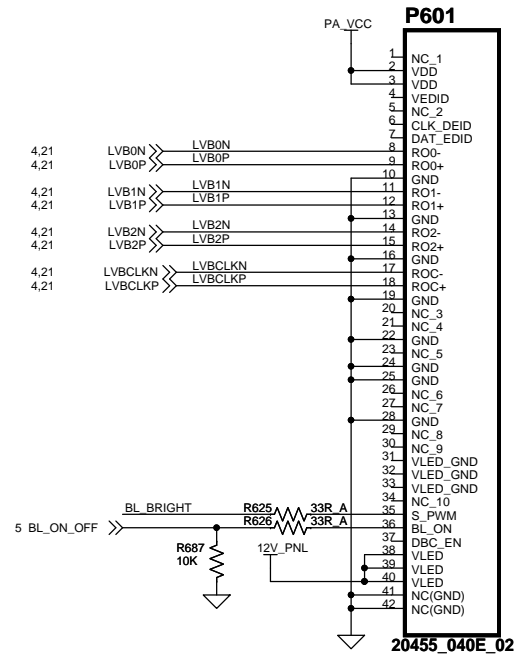 P601
PA_VCC
1 NC_1
2 VDD
3 VDD
4 VEDID
5 NC_2
6 CLK_DEID
7 DAT_EDID
4,21 LVB0N LVB0N 8 RO0-
4,21 LVB0P LVB0P 9 RO0+
10 GND
4,21 LVB1N LVB1N 11 RO1-
4,21 LVB1P LVB1P 12 RO1+
13 GND
4,21 LVB2N LVB2N 14 RO2-
4,21 LVB2P LVB2P 15 RO2+
16 GND
4,21 LVBCLKN LVBCLKN 17 ROC-
4,21 LVBCLKP LVBCLKP 18 ROC+
19 GND
20 NC_3
21 NC_4
22 GND
23 NC_5
24 GND
25 GND
26 NC_6
27 NC_7
28 GND
29 NC_8
30 NC_9
31 VLED_GND
32 VLED_GND
33 VLED_GND
34 NC_10
BL_BRIGHT R625 33R_A 35 S_PWM
5 BL_ON_OFF R626 33R_A 36 BL_ON
37 DBC_EN
R687 10K
12V_PNL 38 VLED
39 VLED
40 VLED
41 NC(GND)
42 NC(GND)
20455_040E_02